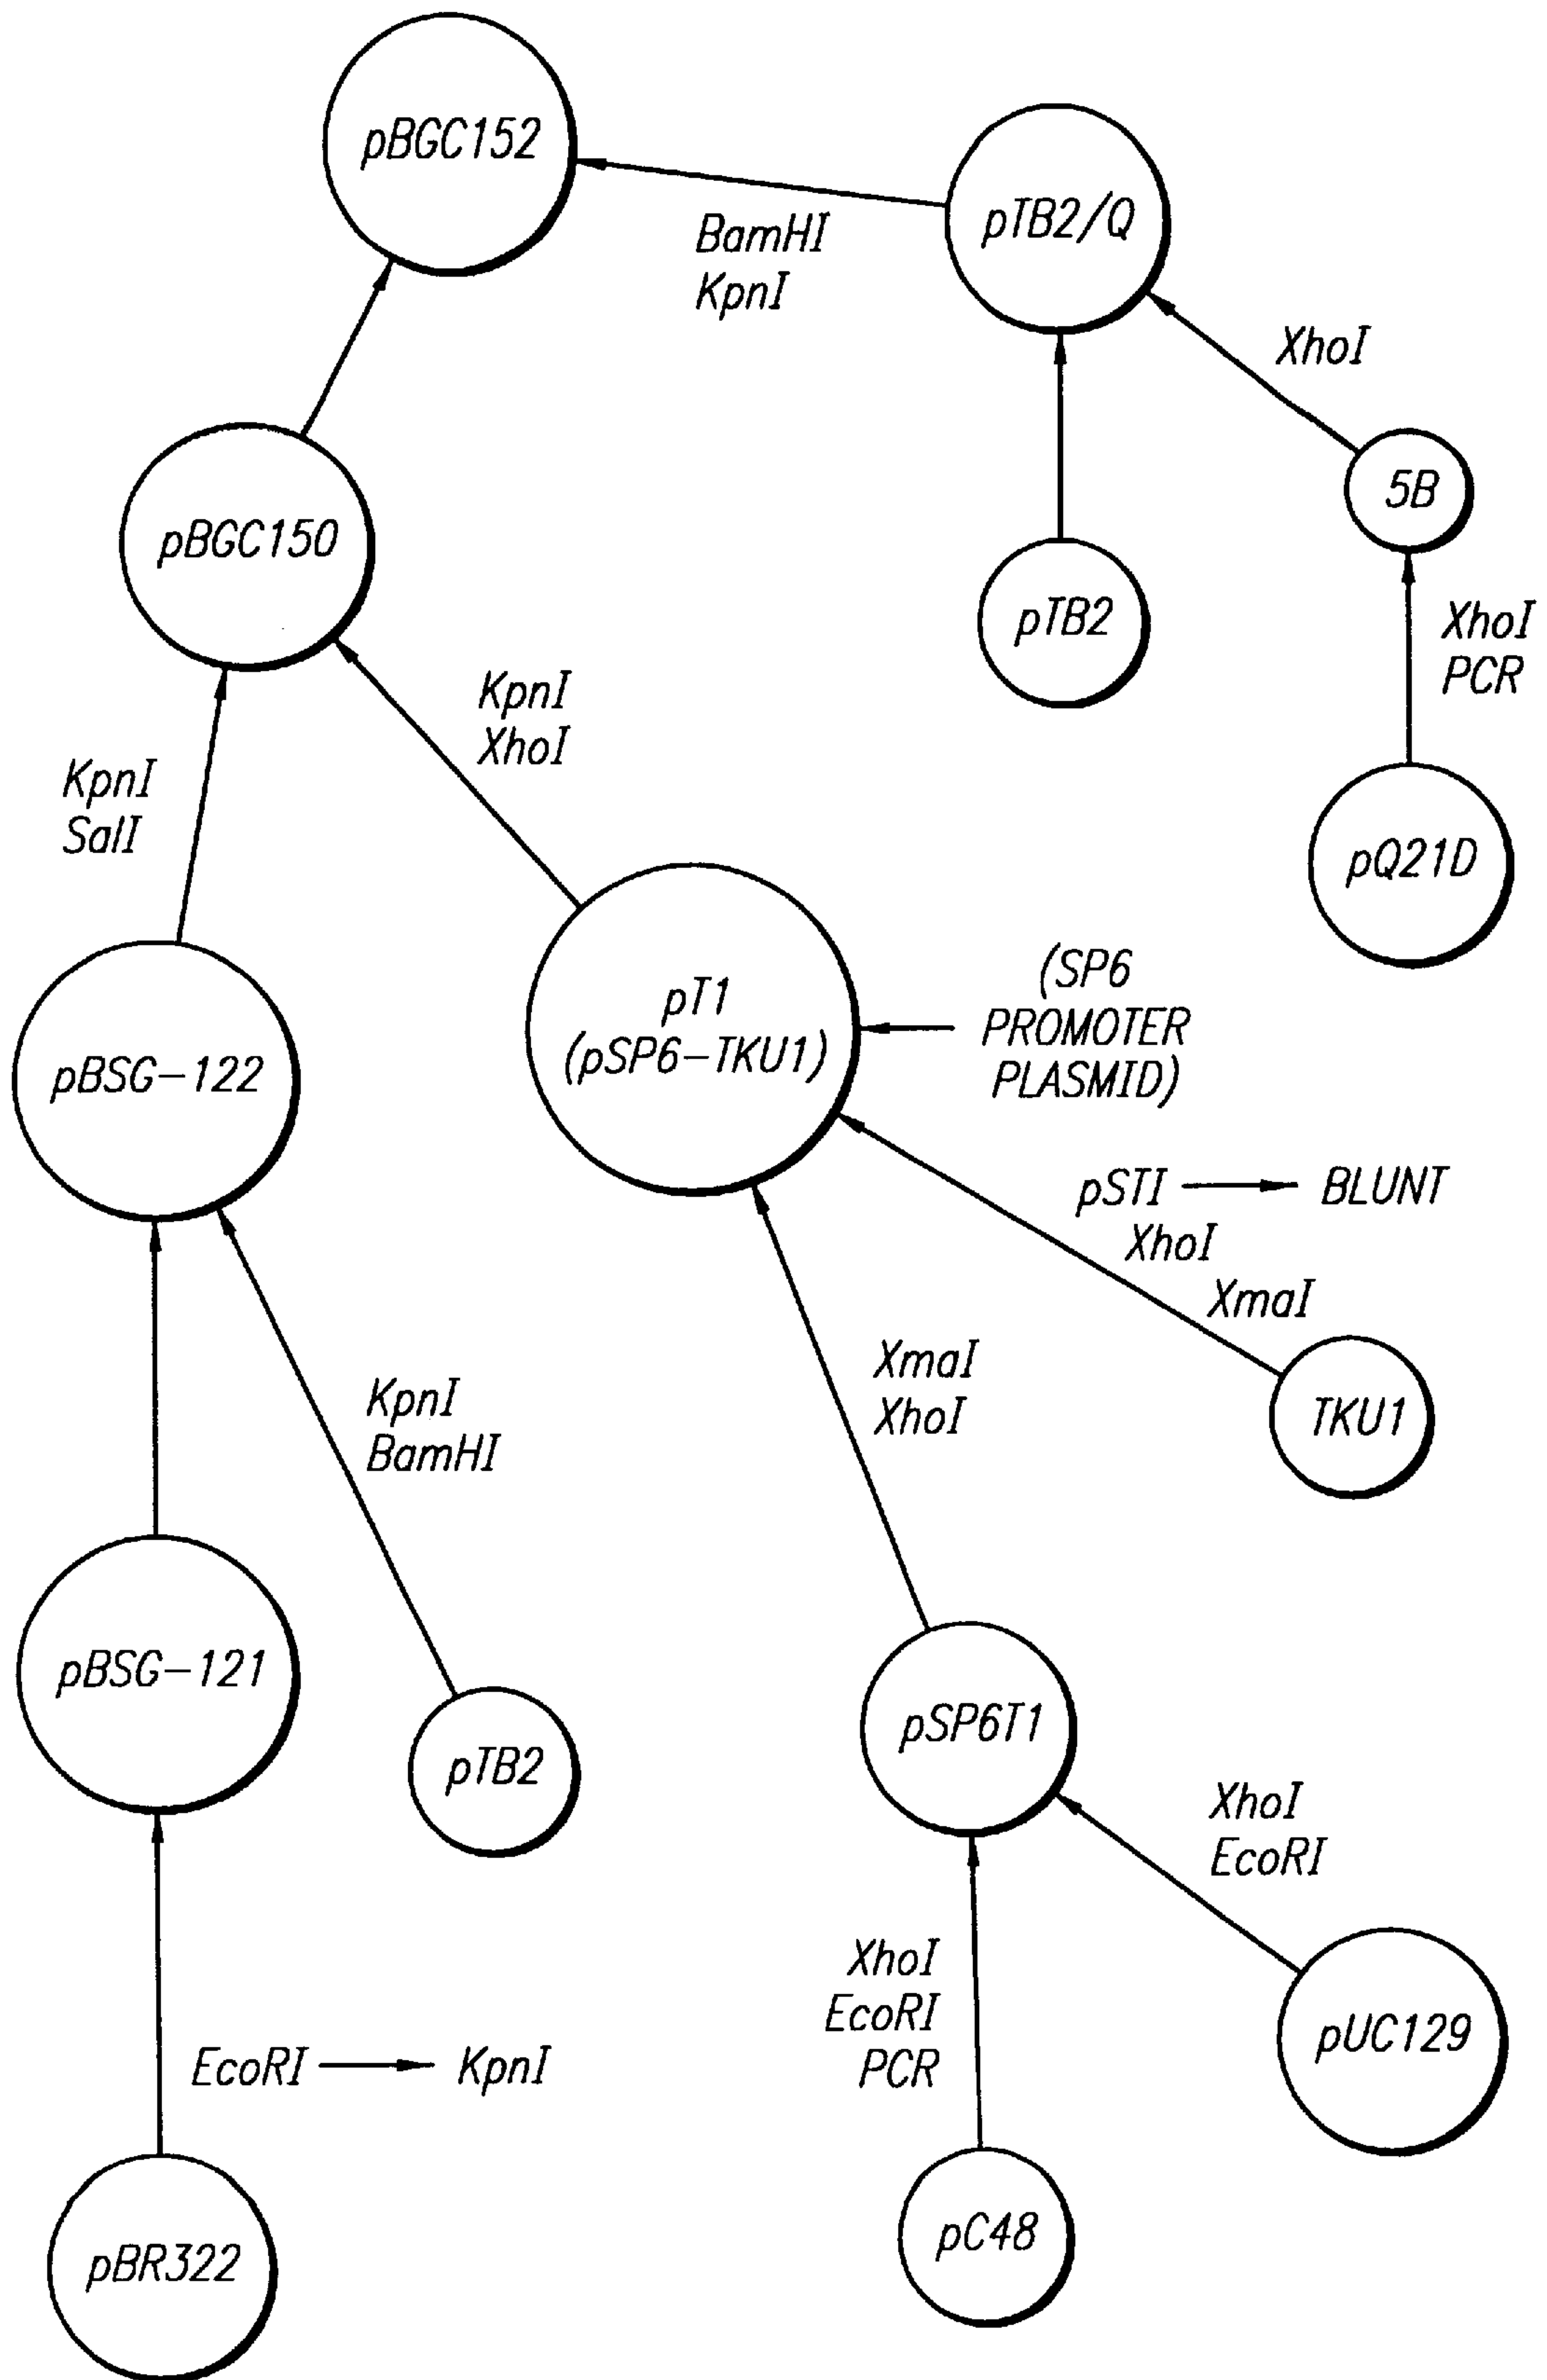 pBGC152
pTB2/Q
BamHI
KpnI
XhoI
5B
pBGC150
pTB2
XhoI
PCR
KpnI
XhoI
KpnI
SalI
pQ21D
pT1
(pSP6-TKU1)
(SP6
PROMOTER
PLASMID)
pBSG-122
pSTI → BLUNT
XhoI
XmaI
XmaI
XhoI
KpnI
BamHI
TKU1
pBSG-121
pSP6T1
pTB2
XhoI
EcoRI
XhoI
EcoRI
PCR
pUC129
EcoRI → KpnI
pC48
pBR322